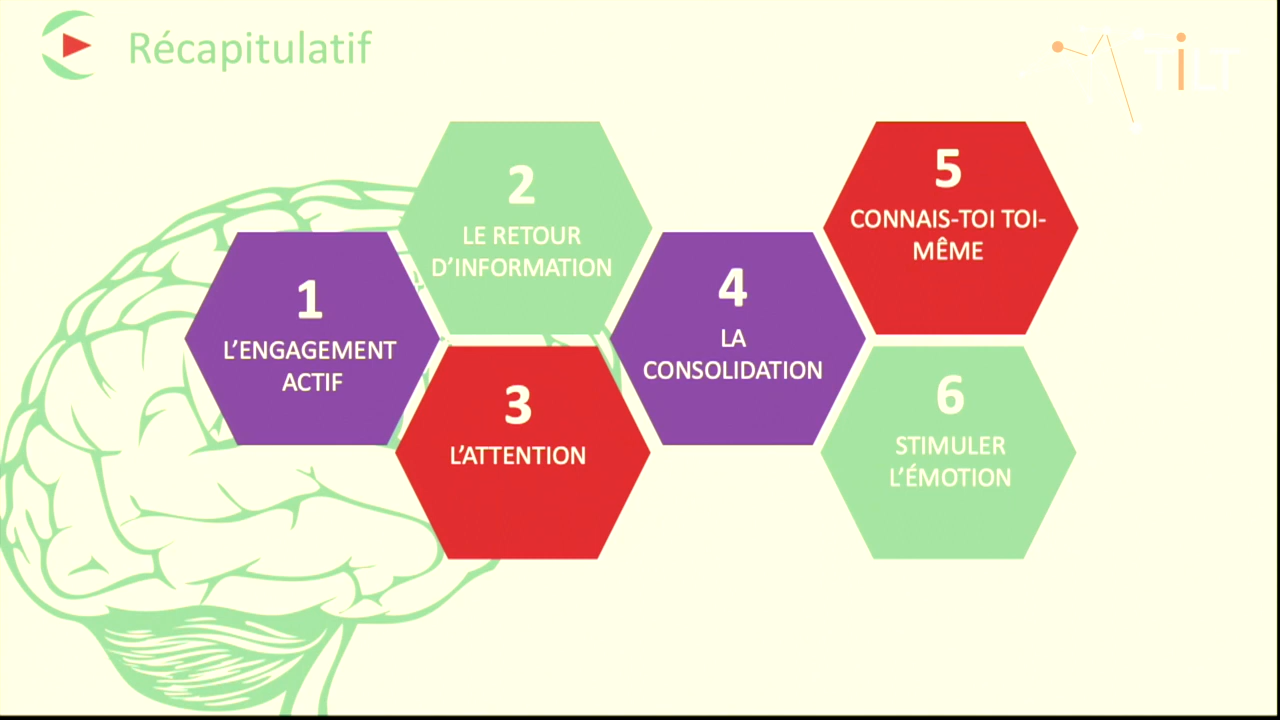 Récapitulatif
TiLT
1
L'ENGAGEMENT
ACTIF
2
LE RETOUR
D'INFORMATION
3
L'ATTENTION
4
LA
CONSOLIDATION
5
CONNAIS-TOI TOI-
MÊME
6
STIMULER
L'ÉMOTION